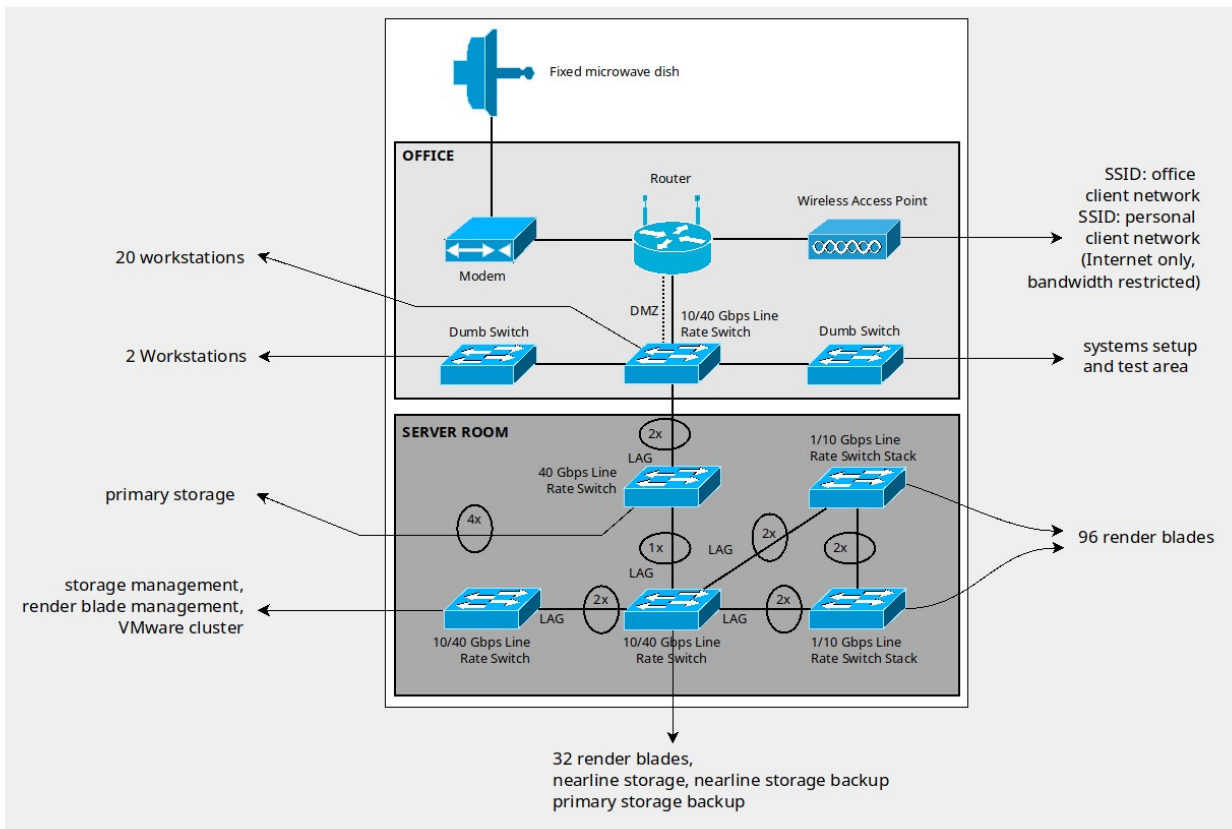 Fixed microwave dish
OFFICE
Router
Wireless Access Point
SSID: office
client network
SSID: personal
client network
(Internet only,
bandwidth restricted)
20 workstations
Modem
DMZ
10/40 Gbps Line
Rate Switch
Dumb Switch
Dumb Switch
2 Workstations
systems setup
and test area
SERVER ROOM
2x
LAG
40 Gbps Line
Rate Switch
1/10 Gbps Line
Rate Switch Stack
primary storage
4x
1x
LAG
LAG
2x
2x
96 render blades
storage management,
render blade management,
VMware cluster
LAG
2x
LAG
2x
10/40 Gbps Line
Rate Switch
10/40 Gbps Line
Rate Switch
1/10 Gbps Line
Rate Switch Stack
32 render blades,
nearline storage, nearline storage backup
primary storage backup